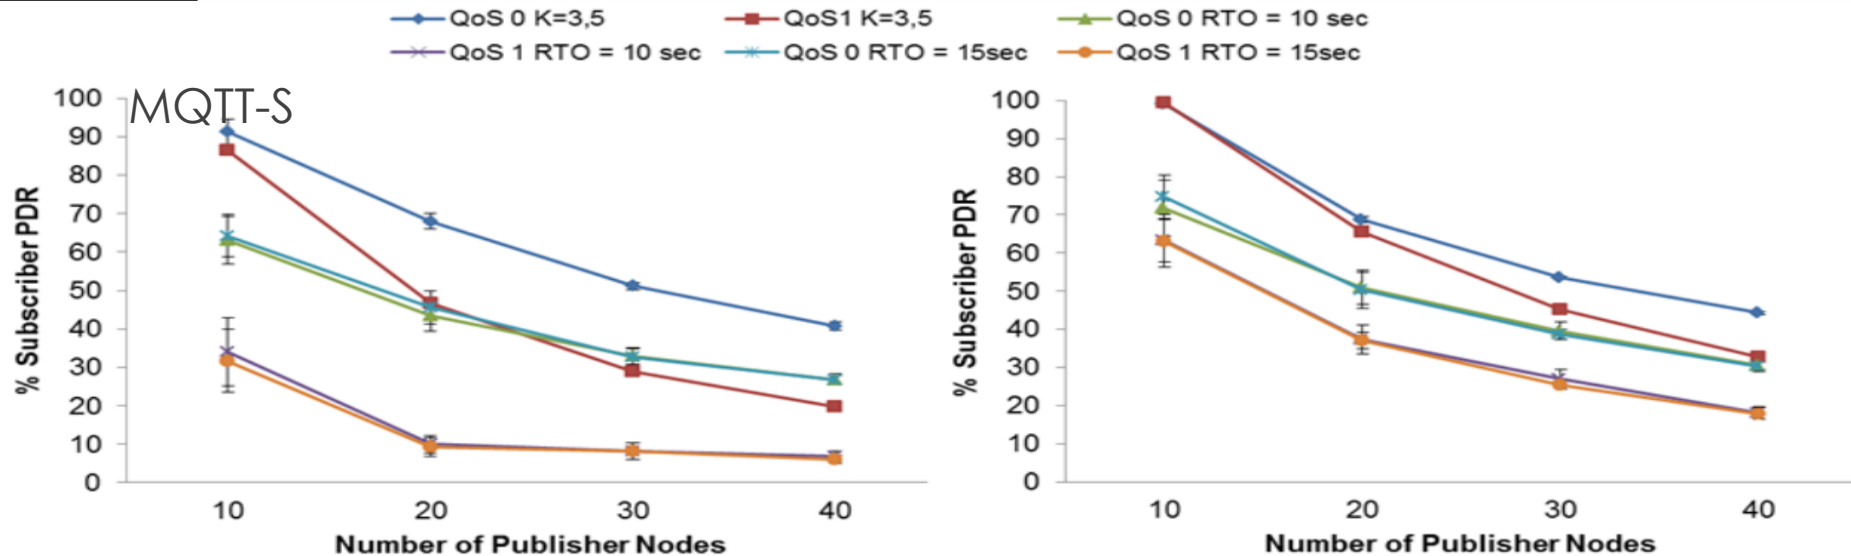 QoS 0 K=3,5 QoS1 K=3,5 QoS 0 RTO = 10 sec
QoS 1 RTO = 10 sec QoS 0 RTO = 15sec QoS 1 RTO = 15sec
MQTT-S
% Subscriber PDR
100
90
80
70
60
50
40
30
20
10
0
10 20 30 40
Number of Publisher Nodes
% Subscriber PDR
100
90
80
70
60
50
40
30
20
10
0
10 20 30 40
Number of Publisher Nodes